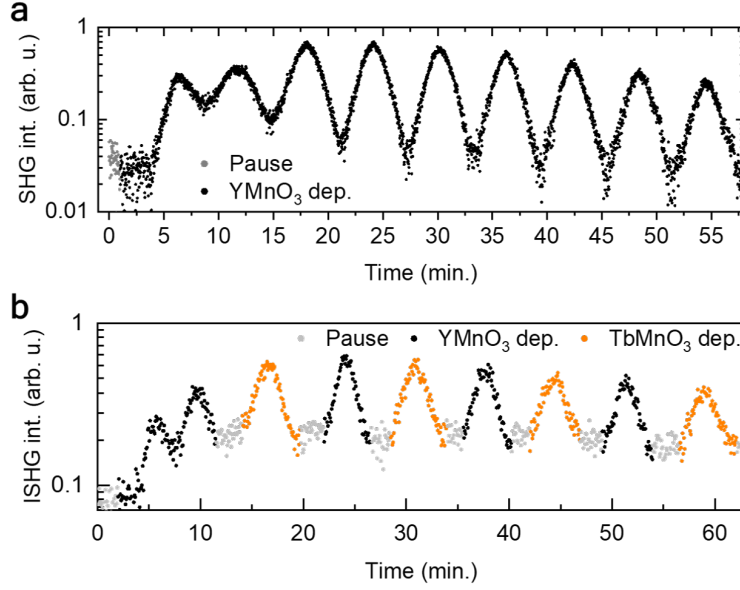 a
SHG int. (arb. u.)
1
0.1
0.01
Pause
YMnO₃ dep.
0 5 10 15 20 25 30 35 40 45 50 55
Time (min.)
b
ISHG int. (arb. u.)
1
0.1
Pause YMnO₃ dep. TbMnO₃ dep.
0 10 20 30 40 50 60
Time (min.)